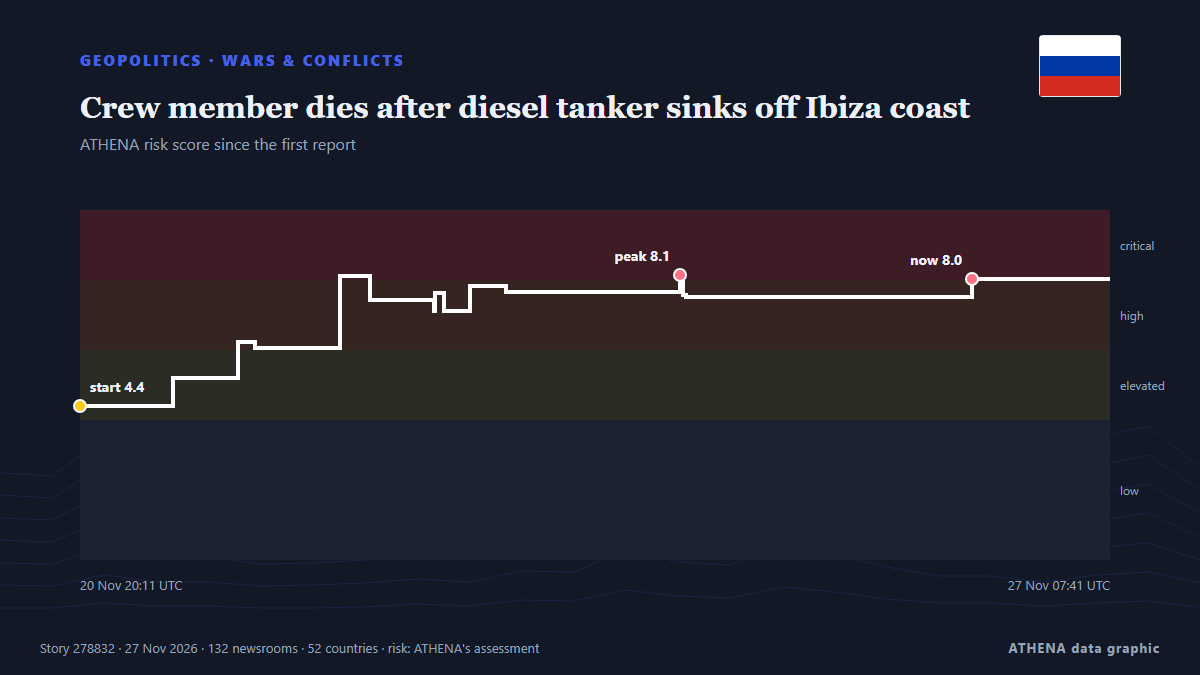 GEOPOLITICS · WARS & CONFLICTS
Crew member dies after diesel tanker sinks off Ibiza coast
ATHENA risk score since the first report
critical
peak 8.1
now 8.0
high
start 4.4
elevated
low
20 Nov 20:11 UTC
27 Nov 07:41 UTC
Story 278832 · 27 Nov 2026 · 132 newsrooms · 52 countries · risk: ATHENA's assessment
ATHENA data graphic